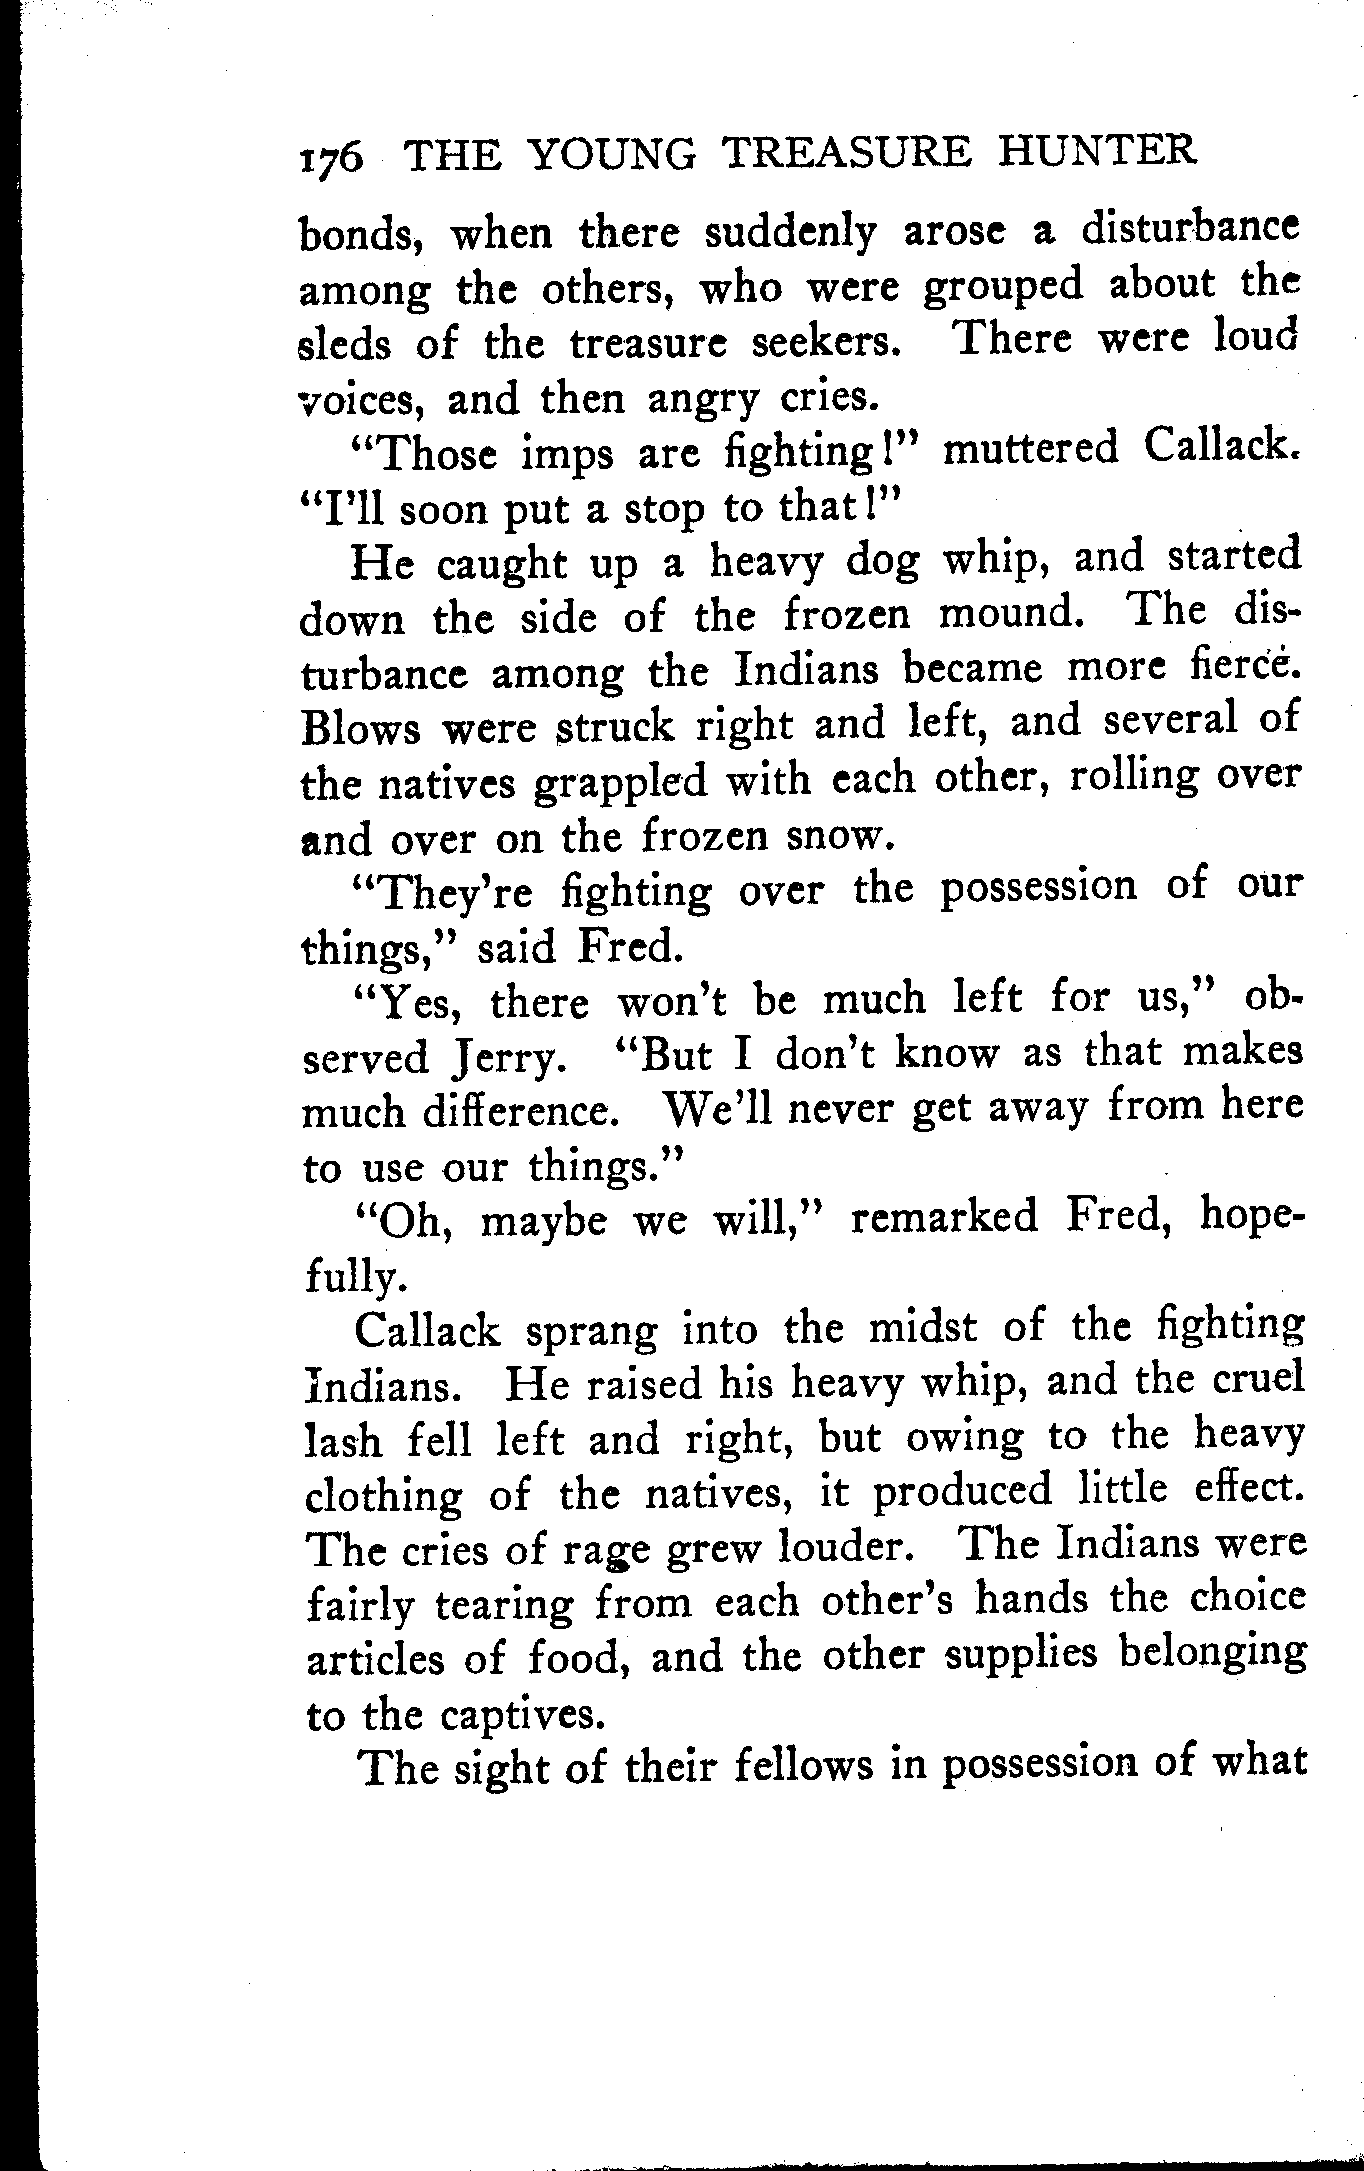 176 THE YOUNG TREASURE HUNTER
bonds, when there suddenly arose a disturbance
among the others, who were grouped about the
sleds of the treasure seekers. There were loud
voices, and then angry cries.
“Those imps are fighting!” muttered Callack.
“I’ll soon put a stop to that!”
He caught up a heavy dog whip, and started
down the side of the frozen mound. The dis-
turbance among the Indians became more fierce.
Blows were struck right and left, and several of
the natives grappled with each other, rolling over
and over on the frozen snow.
“They’re fighting over the possession of our
things,” said Fred.
“Yes, there won’t be much left for us,” ob-
served Jerry. “But I don’t know as that makes
much difference. We’ll never get away from here
to use our things.”
“Oh, maybe we will,” remarked Fred, hope-
fully.
Callack sprang into the midst of the fighting
Indians. He raised his heavy whip, and the cruel
lash fell left and right, but owing to the heavy
clothing of the natives, it produced little effect.
The cries of rage grew louder. The Indians were
fairly tearing from each other’s hands the choice
articles of food, and the other supplies belonging
to the captives.
The sight of their fellows in possession of what